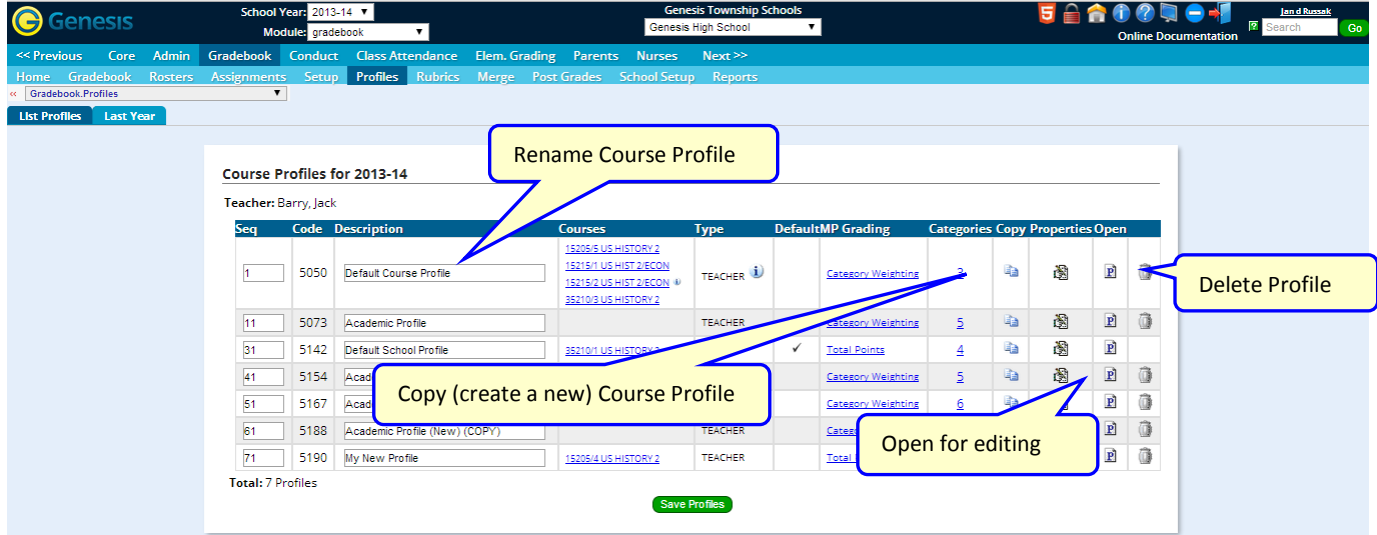 Genesis
School Year: 2013-14
Module: gradebook
Genesis Township Schools
Genesis High School
5
Jan d Russak
Online Documentation
Search
Go
<< Previous Core Admin Gradebook Conduct Class Attendance Elem. Grading Parents Nurses Next >>
Home Gradebook Rosters Assignments Setup Profiles Rubrics Merge Post Grades School Setup Reports
« Gradebook.Profiles
List Profiles Last Year
Rename Course Profile
Course Profiles for 2013-14
Teacher: Barry, Jack
Seq Code Description Courses Type Default MP Grading Categories Copy Properties Open
1 5050 Default Course Profile
15205/5 US HISTORY 2
15215/1 US HIST 2/ECON
15215/2 US HIST 2/ECON
35210/3 US HISTORY 2
TEACHER Category Weighting
Delete Profile
11 5073 Academic Profile TEACHER Category Weighting 5
31 5142 Default School Profile 35210/1 US HISTORY ✓ Total Points 4
41 5154 Acad Category Weighting 5
Copy (create a new) Course Profile
51 5167 Acad Category Weighting 6
61 5188 Academic Profile (New) (COPY) TEACHER
Open for editing
71 5190 My New Profile 15205/4 US HISTORY 2 TEACHER Total
Total: 7 Profiles
Save Profiles